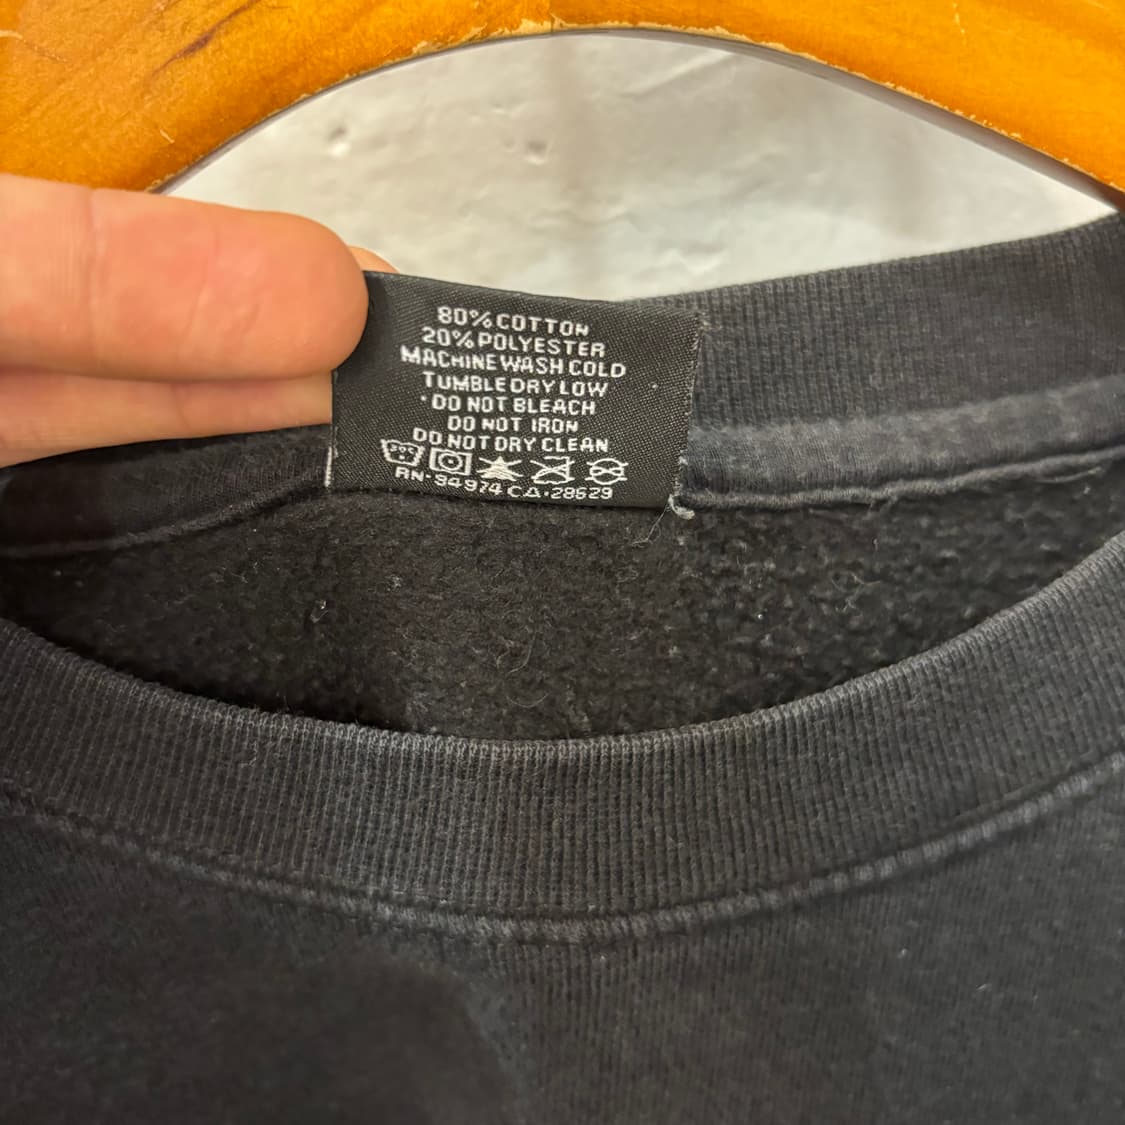 80% COTTON
20% POLYESTER
MACHINE WASH COLD
TUMBLE DRY LOW
DO NOT BLEACH
DO NOT IRON
DO NOT DRY CLEAN
RN-94974 CA-28629